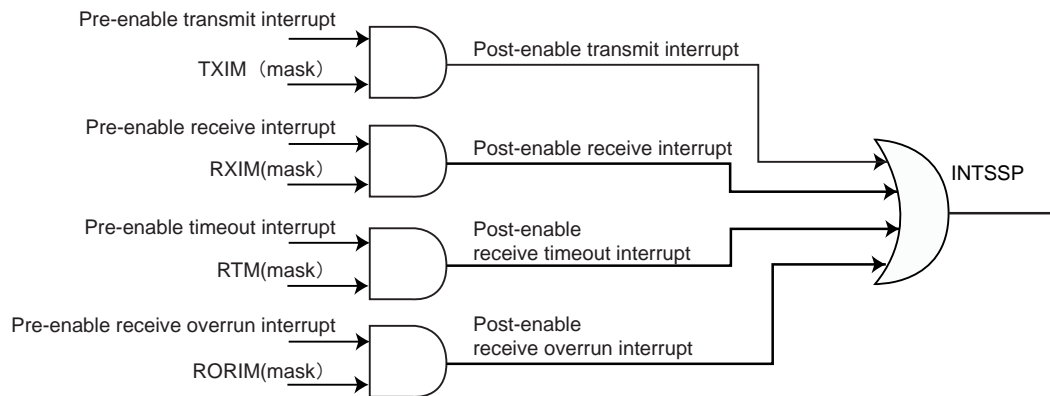 Pre-enable transmit interrupt
TXIM（mask）
Post-enable transmit interrupt
Pre-enable receive interrupt
RXIM(mask）
Post-enable receive interrupt
INTSSP
Pre-enable timeout interrupt
RTM(mask）
Post-enable
receive timeout interrupt
Pre-enable receive overrun interrupt
RORIM(mask）
Post-enable
receive overrun interrupt